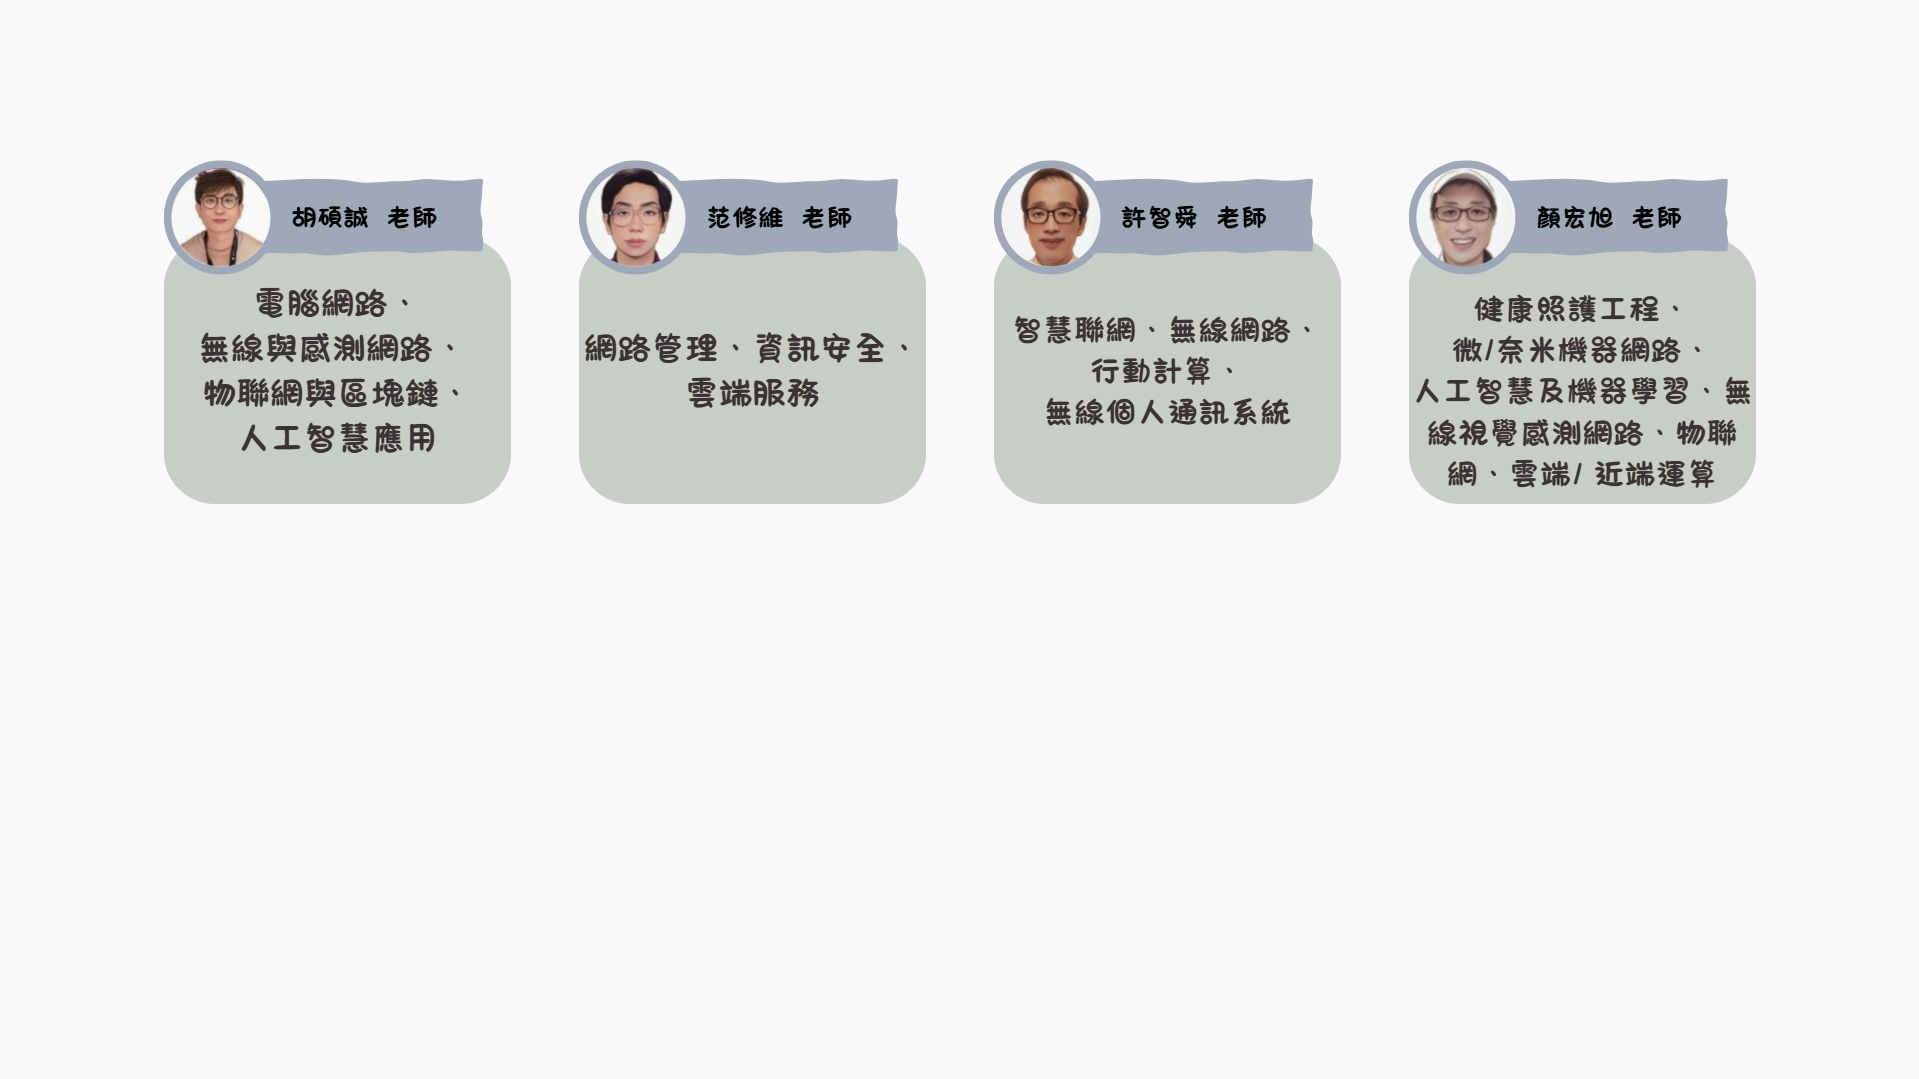 胡碩誠 老師
電腦網路、
無線與感測網路、
物聯網與區塊鏈、
人工智慧應用
范修維 老師
網路管理、資訊安全、
雲端服務
許智舜 老師
智慧聯網、無線網路、
行動計算、
無線個人通訊系統
顏宏旭 老師
健康照護工程、
微/奈米機器網路、
人工智慧及機器學習、無
線視覺感測網路、物聯
網、雲端/ 近端運算